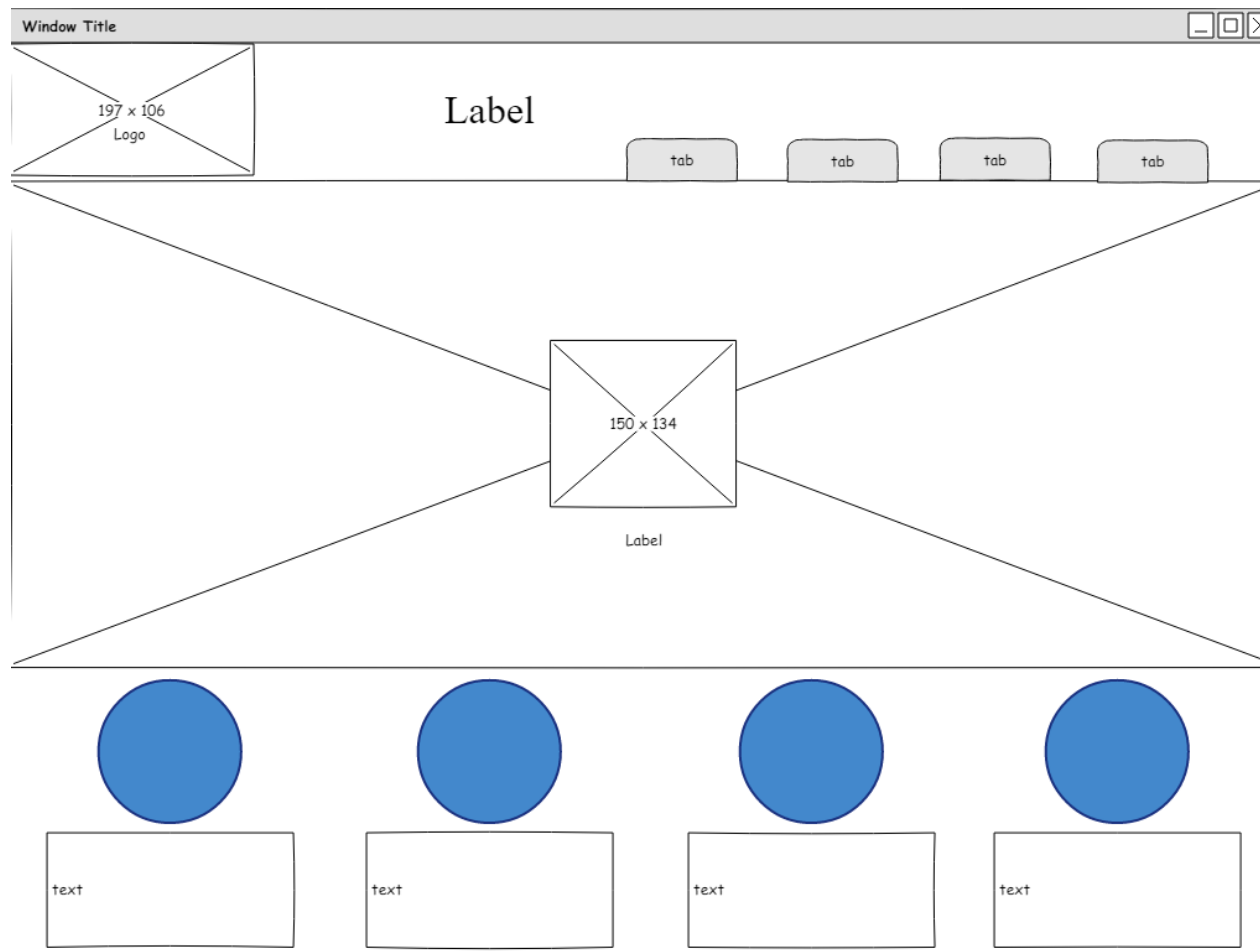 Window Title
197 x 106
Logo
Label
tab
tab
tab
tab
150 x 134
Label
text
text
text
text